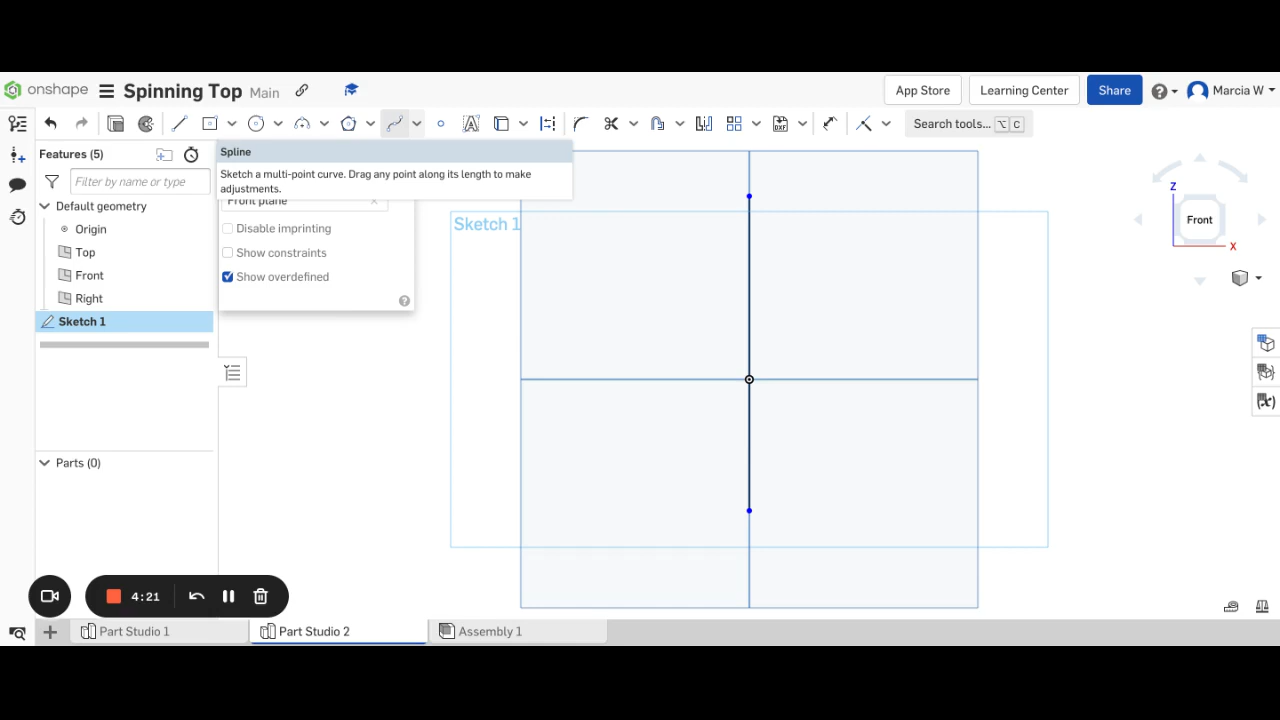 onshape
Spinning Top Main
App Store
Learning Center
Share
Marcia W
Search tools... ⌥ C
Features (5)
Filter by name or type
Default geometry
Origin
Top
Front
Right
Sketch 1
Parts (0)
Spline
Sketch a multi-point curve. Drag any point along its length to make
adjustments.
Front plane
Disable imprinting
Show constraints
Show overdefined
Sketch 1
Z
Front
X
4:21
Part Studio 1
Part Studio 2
Assembly 1